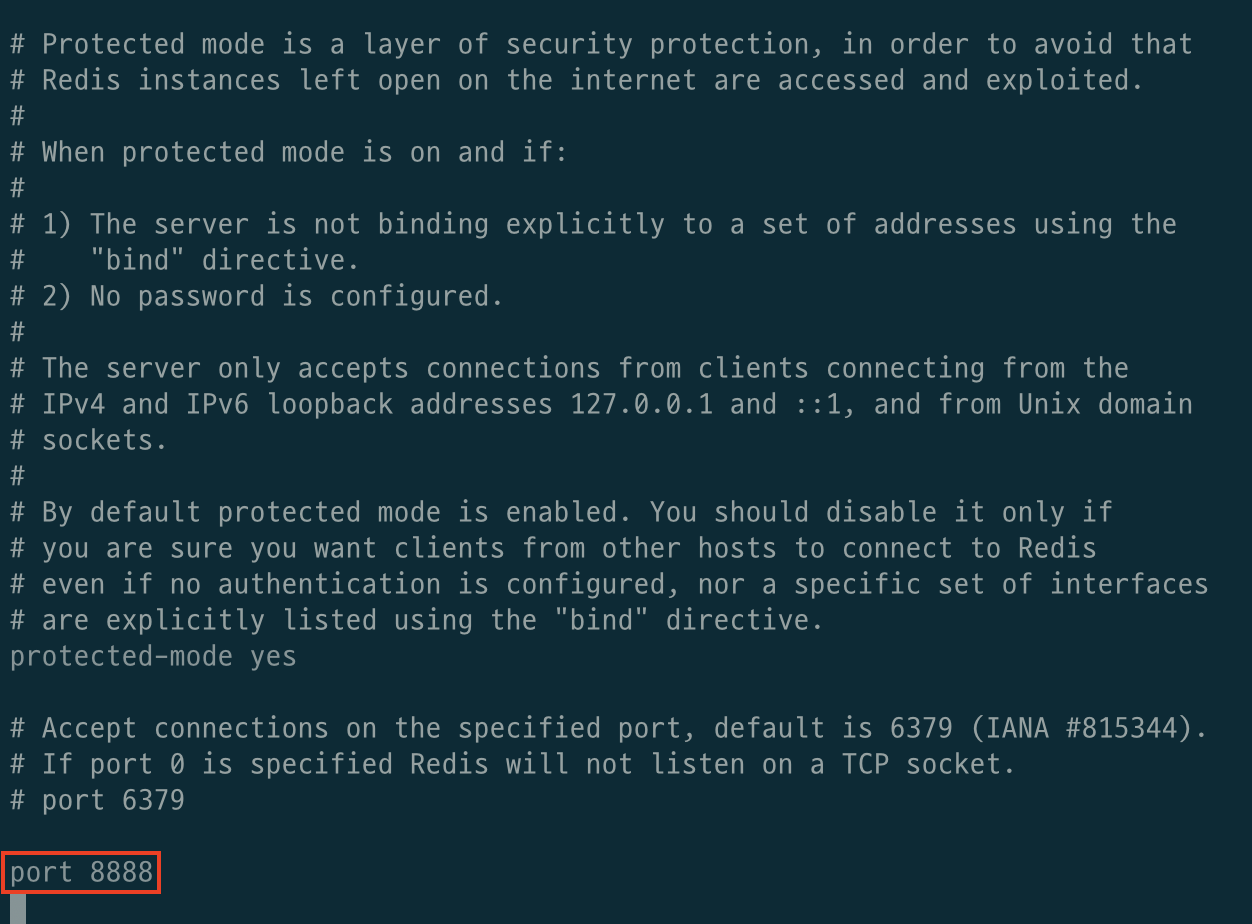 # Protected mode is a layer of security protection, in order to avoid that
# Redis instances left open on the internet are accessed and exploited.
#
# When protected mode is on and if:
#
# 1) The server is not binding explicitly to a set of addresses using the
#    "bind" directive.
# 2) No password is configured.
#
# The server only accepts connections from clients connecting from the
# IPv4 and IPv6 loopback addresses 127.0.0.1 and ::1, and from Unix domain
# sockets.
#
# By default protected mode is enabled. You should disable it only if
# you are sure you want clients from other hosts to connect to Redis
# even if no authentication is configured, nor a specific set of interfaces
# are explicitly listed using the "bind" directive.
protected-mode yes

# Accept connections on the specified port, default is 6379 (IANA #815344).
# If port 0 is specified Redis will not listen on a TCP socket.
# port 6379

port 8888